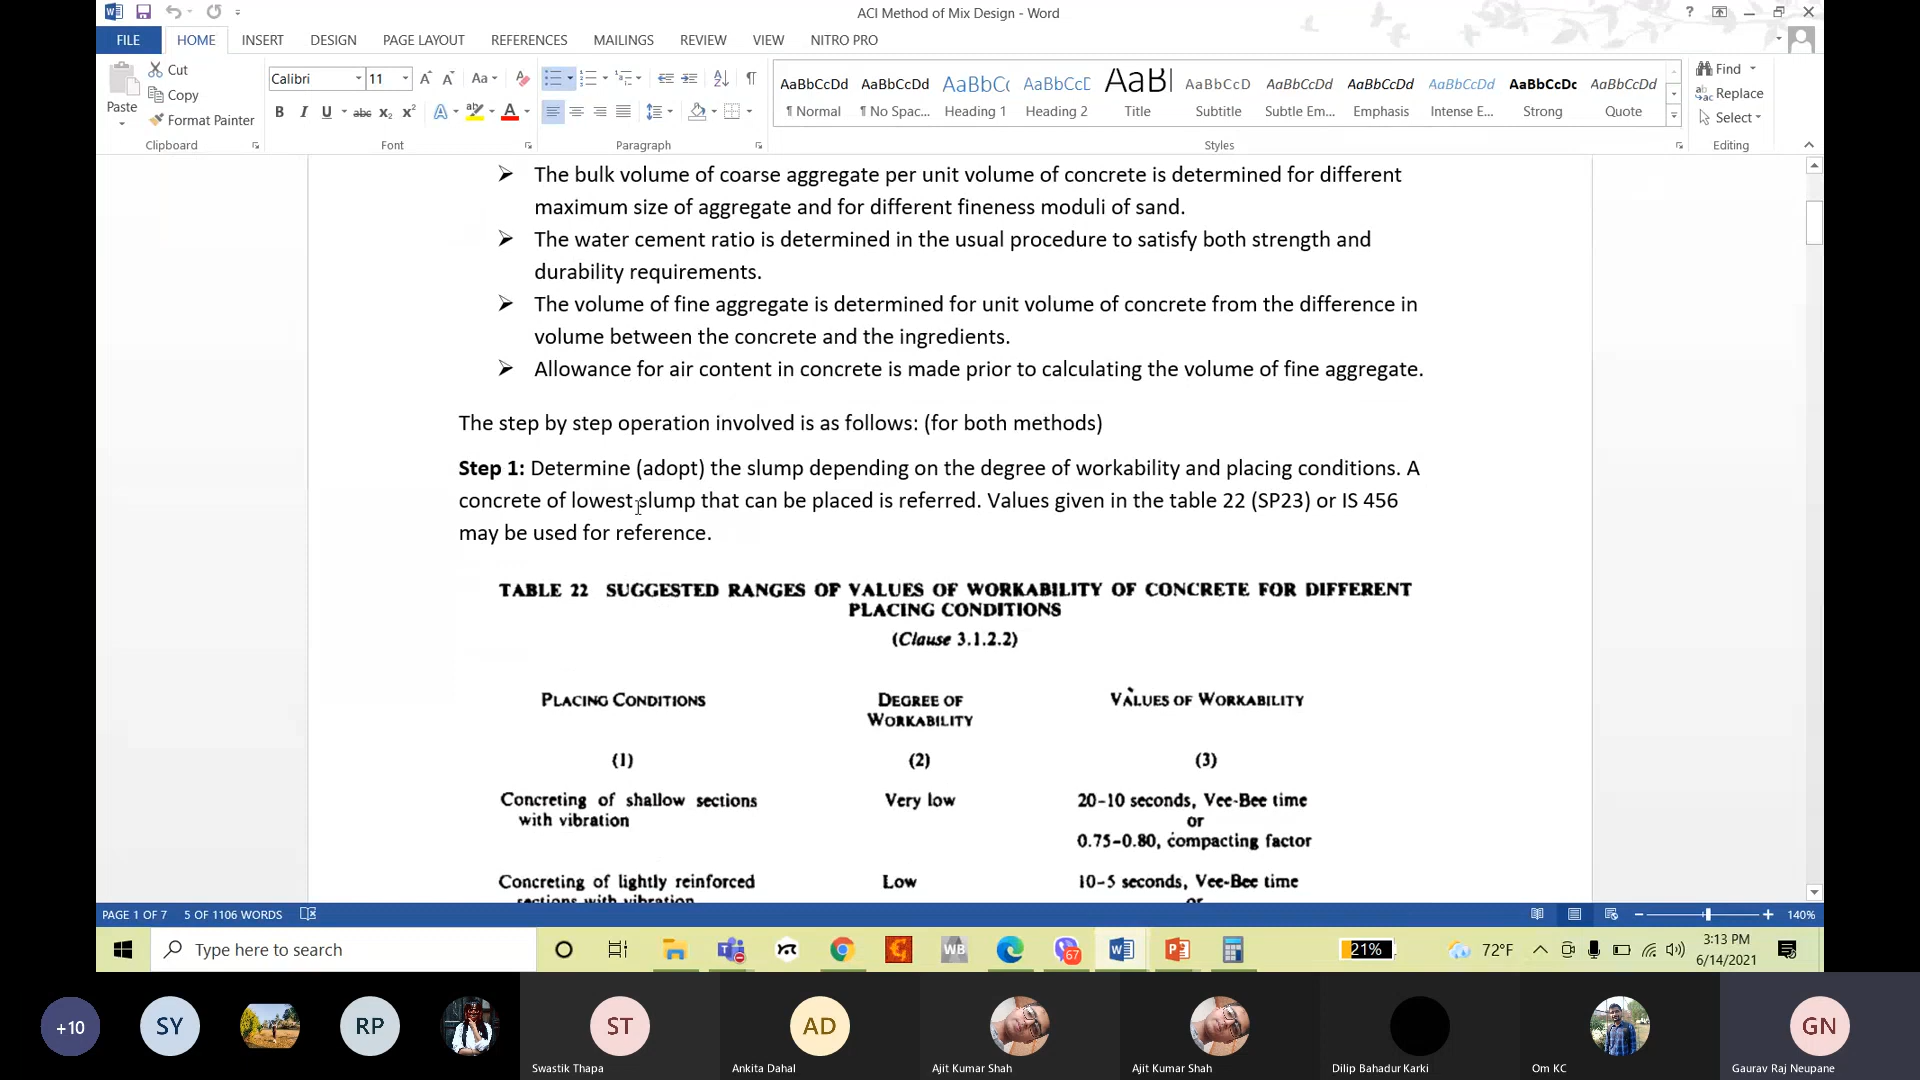 ACI Method of Mix Design - Word
FILE HOME INSERT DESIGN PAGE LAYOUT REFERENCES MAILINGS REVIEW VIEW NITRO PRO
Paste
Cut
Copy
Format Painter
Clipboard
Calibri 11
Font
Paragraph
AaBbCcDd AaBbCcDd AaBbCc AaBbCcD AaB AaBbCcD AaBbCcDd AaBbCcDd AaBbCcDd AaBbCcDc AaBbCcDd
¶ Normal ¶ No Spac... Heading 1 Heading 2 Title Subtitle Subtle Em... Emphasis Intense E... Strong Quote
Styles
Find
Replace
Select
Editing
The bulk volume of coarse aggregate per unit volume of concrete is determined for different
maximum size of aggregate and for different fineness moduli of sand.
The water cement ratio is determined in the usual procedure to satisfy both strength and
durability requirements.
The volume of fine aggregate is determined for unit volume of concrete from the difference in
volume between the concrete and the ingredients.
Allowance for air content in concrete is made prior to calculating the volume of fine aggregate.
The step by step operation involved is as follows: (for both methods)
Step 1: Determine (adopt) the slump depending on the degree of workability and placing conditions. A
concrete of lowest slump that can be placed is referred. Values given in the table 22 (SP23) or IS 456
may be used for reference.
TABLE 22 SUGGESTED RANGES OF VALUES OF WORKABILITY OF CONCRETE FOR DIFFERENT
PLACING CONDITIONS
(Clause 3.1.2.2)
PLACING CONDITIONS DEGREE OF WORKABILITY VALUES OF WORKABILITY
(1) (2) (3)
Concreting of shallow sections Very low 20-10 seconds, Vee-Bee time
with vibration or
0.75-0.80, compacting factor
Concreting of lightly reinforced Low 10-5 seconds, Vee-Bee time
sections with vibration or
PAGE 1 OF 7 5 OF 1106 WORDS 140%
Type here to search
WB
67
21%
72°F
3:13 PM
6/14/2021
+10 SY RP ST AD GN
Swastik Thapa Ankita Dahal Ajit Kumar Shah Ajit Kumar Shah Dilip Bahadur Karki Om KC Gaurav Raj Neupane